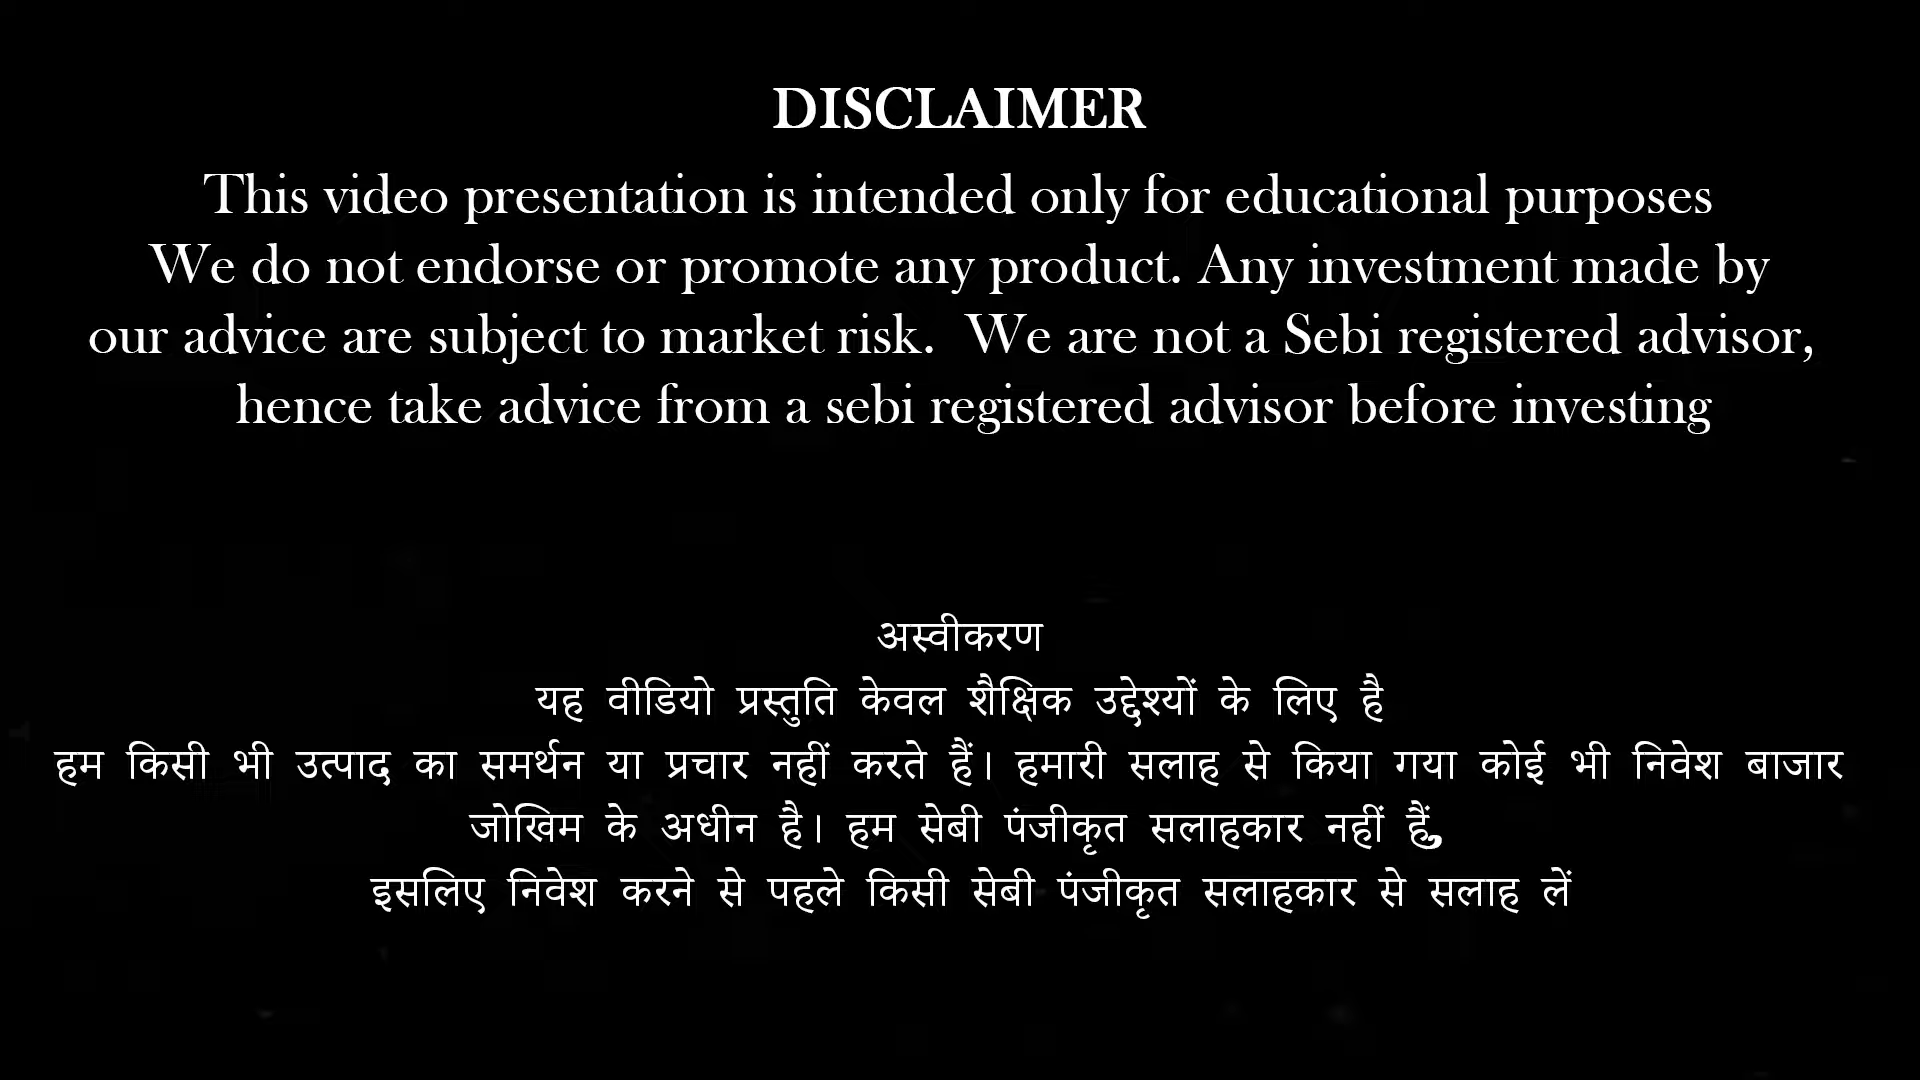 DISCLAIMER
This video presentation is intended only for educational purposes
We do not endorse or promote any product. Any investment made by
our advice are subject to market risk.  We are not a Sebi registered advisor,
hence take advice from a sebi registered advisor before investing
अस्वीकरण
यह वीडियो प्रस्तुति केवल शैक्षिक उद्देश्यों के लिए है
हम किसी भी उत्पाद का समर्थन या प्रचार नहीं करते हैं। हमारी सलाह से किया गया कोई भी निवेश बाजार
जोखिम के अधीन है। हम सेबी पंजीकृत सलाहकार नहीं हैं,
इसलिए निवेश करने से पहले किसी सेबी पंजीकृत सलाहकार से सलाह लें